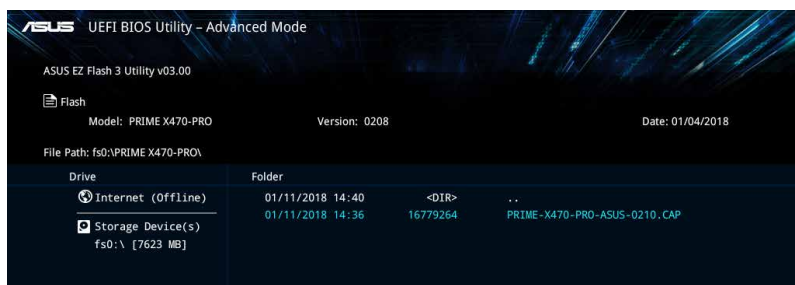 ASUS UEFI BIOS Utility – Advanced Mode
ASUS EZ Flash 3 Utility v03.00
Flash
Model: PRIME X470-PRO Version: 0208 Date: 01/04/2018
File Path: fs0:\PRIME X470-PRO\
Drive Folder
Internet (Offline) 01/11/2018 14:40 <DIR> ..
01/11/2018 14:36 16779264 PRIME-X470-PRO-ASUS-0210.CAP
Storage Device(s)
fs0:\ [7623 MB]